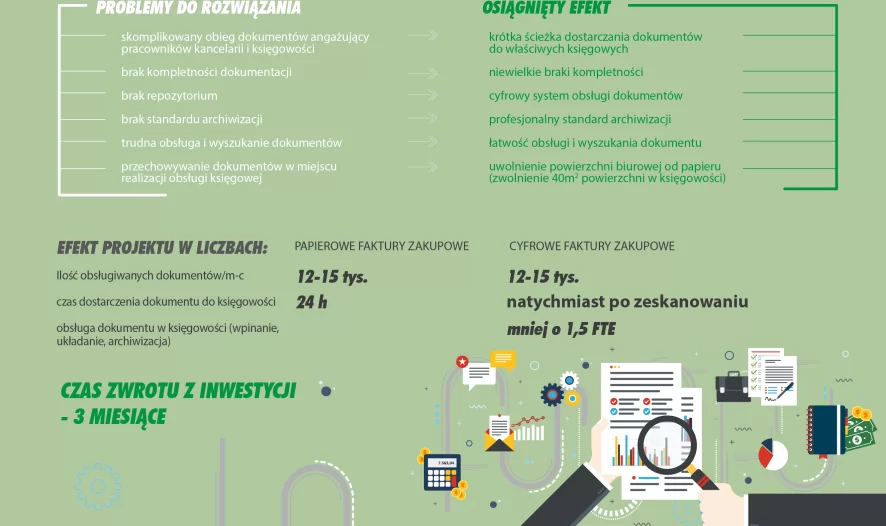 PROBLEMY DO ROZWIĄZANIA
skomplikowany obieg dokumentów angażujący
pracowników kancelarii i księgowości
brak kompletności dokumentacji
brak repozytorium
brak standardu archiwizacji
trudna obsługa i wyszukanie dokumentów
przechowywanie dokumentów w miejscu
realizacji obsługi księgowej
OSIĄGNIĘTY EFEKT
krótka ścieżka dostarczania dokumentów
do właściwych księgowych
niewielkie braki kompletności
cyfrowy system obsługi dokumentów
profesjonalny standard archiwizacji
łatwość obsługi i wyszukania dokumentu
uwolnienie powierzchni biurowej od papieru
(zwolnienie 40m² powierzchni w księgowości)
EFEKT PROJEKTU W LICZBACH:
PAPIEROWE FAKTURY ZAKUPOWE
CYFROWE FAKTURY ZAKUPOWE
Ilość obsługiwanych dokumentów/m-c
12-15 tys.
12-15 tys.
czas dostarczenia dokumentu do księgowości
24 h
natychmiast po zeskanowaniu
obsługa dokumentu w księgowości (wpinanie,
układanie, archiwizacja)
mniej o 1,5 FTE
CZAS ZWROTU Z INWESTYCJI
- 3 MIESIĄCE